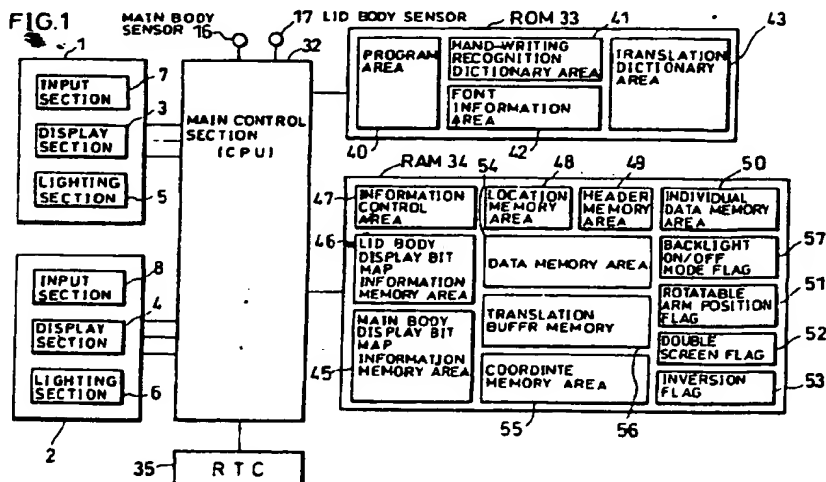 FIG.1
MAIN BODY
SENSOR
16
17
LID BODY SENSOR
32
ROM 33
41
43
1
INPUT
SECTION
7
DISPLAY
SECTION
3
LIGHTING
SECTION
5
MAIN CONTROL
SECTION
(CPU)
PROGRAM
AREA
40
HAND-WRITING
RECOGNITION
DICTIONARY AREA
FONT
INFORMATION
AREA
42
TRANSLATION
DICTIONARY
AREA
RAM 34
54
48
49
50
47
INFORMATION
CONTROL
AREA
LOCATION
MEMORY
AREA
HEADER
MEMORY
AREA
INDIVIDUAL
DATA MEMORY
AREA
46
LID BODY
DISPLAY BIT
MAP
INFORMATION
MEMORY AREA
DATA MEMORY AREA
BACKLIGHT
ON/OFF
MODE FLAG
57
INPUT
SECTION
8
DISPLAY
SECTION
4
LIGHTING
SECTION
6
2
45
MAIN BODY
DISPLAY BIT
MAP
INFORMATION
MEMORY AREA
TRANSLATION
BUFFR MEMORY
ROTATABLE
ARM POSITION
FLAG
51
DOUBLE
SCREEN FLAG
52
COORDINTE
MEMORY AREA
INVERSION
FLAG
53
55
56
35
RTC